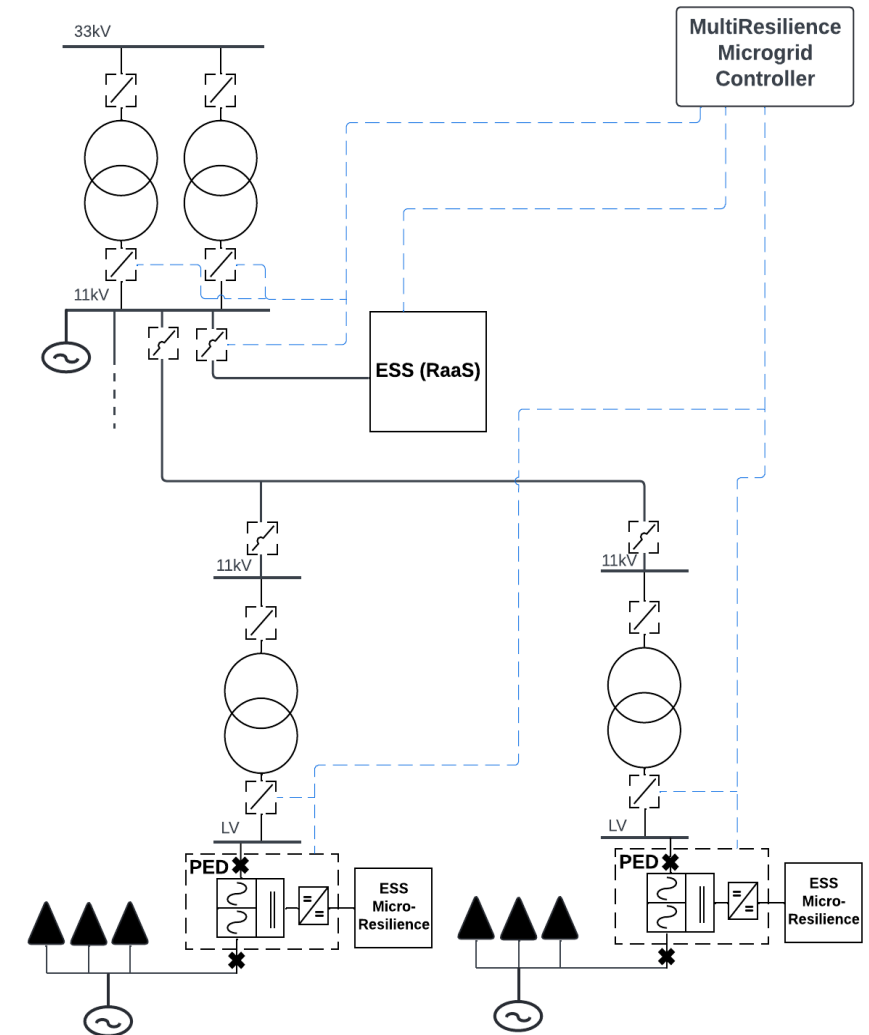 33kV
MultiResilience
Microgrid
Controller
11kV
ESS (RaaS)
11kV
11kV
LV
LV
PED
ESS
Micro-
Resilience
PED
ESS
Micro-
Resilience